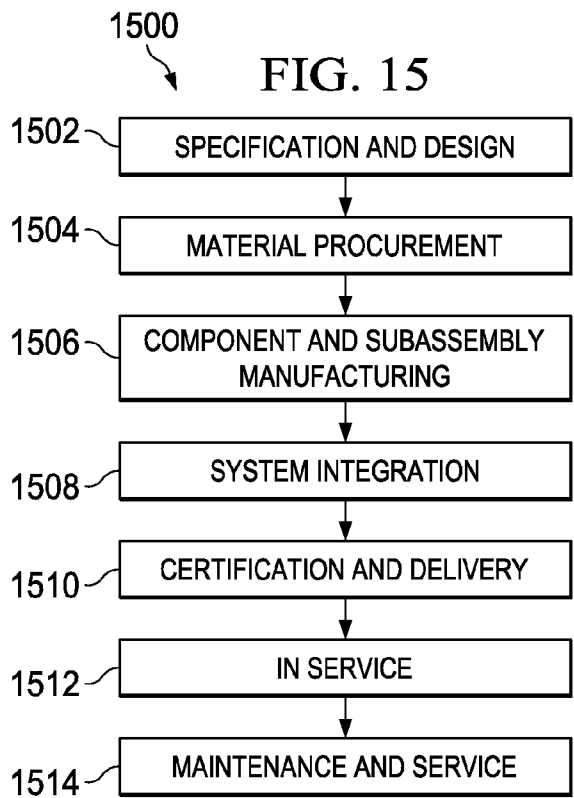 1500
FIG. 15
1502
SPECIFICATION AND DESIGN
1504
MATERIAL PROCUREMENT
1506
COMPONENT AND SUBASSEMBLY
MANUFACTURING
1508
SYSTEM INTEGRATION
1510
CERTIFICATION AND DELIVERY
1512
IN SERVICE
1514
MAINTENANCE AND SERVICE